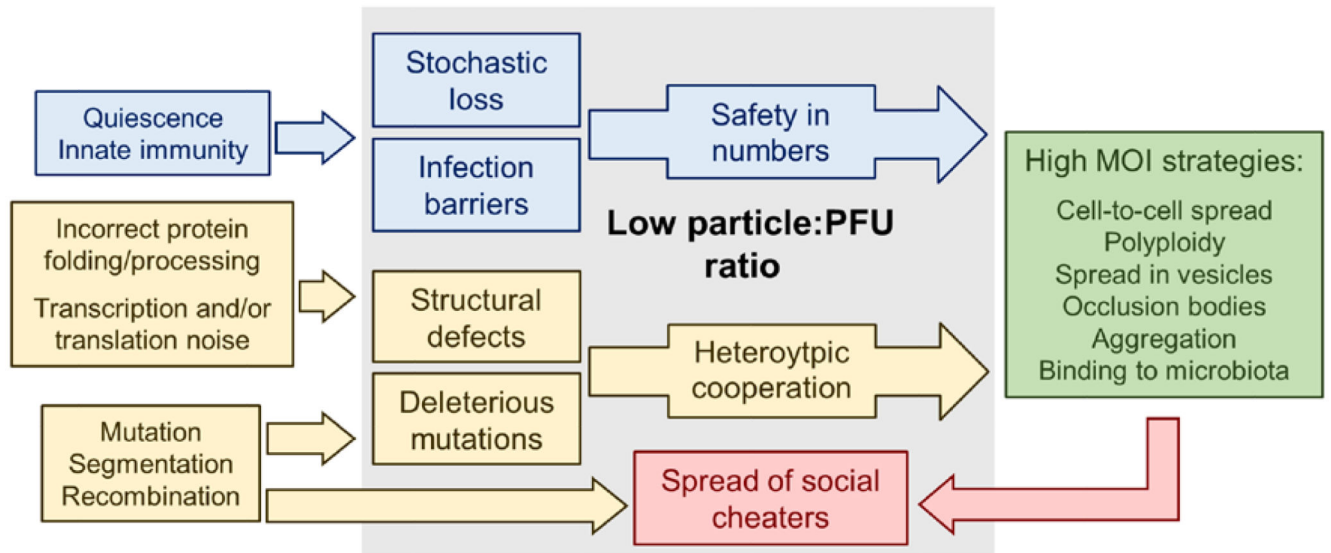 Quiescence
Innate immunity
Stochastic
loss
Infection
barriers
Safety in
numbers
Low particle:PFU
ratio
Incorrect protein
folding/processing
Transcription and/or
translation noise
Structural
defects
Deleterious
mutations
Heteroytpic
cooperation
Mutation
Segmentation
Recombination
Spread of social
cheaters
High MOI strategies:
Cell-to-cell spread
Polyploidy
Spread in vesicles
Occlusion bodies
Aggregation
Binding to microbiota